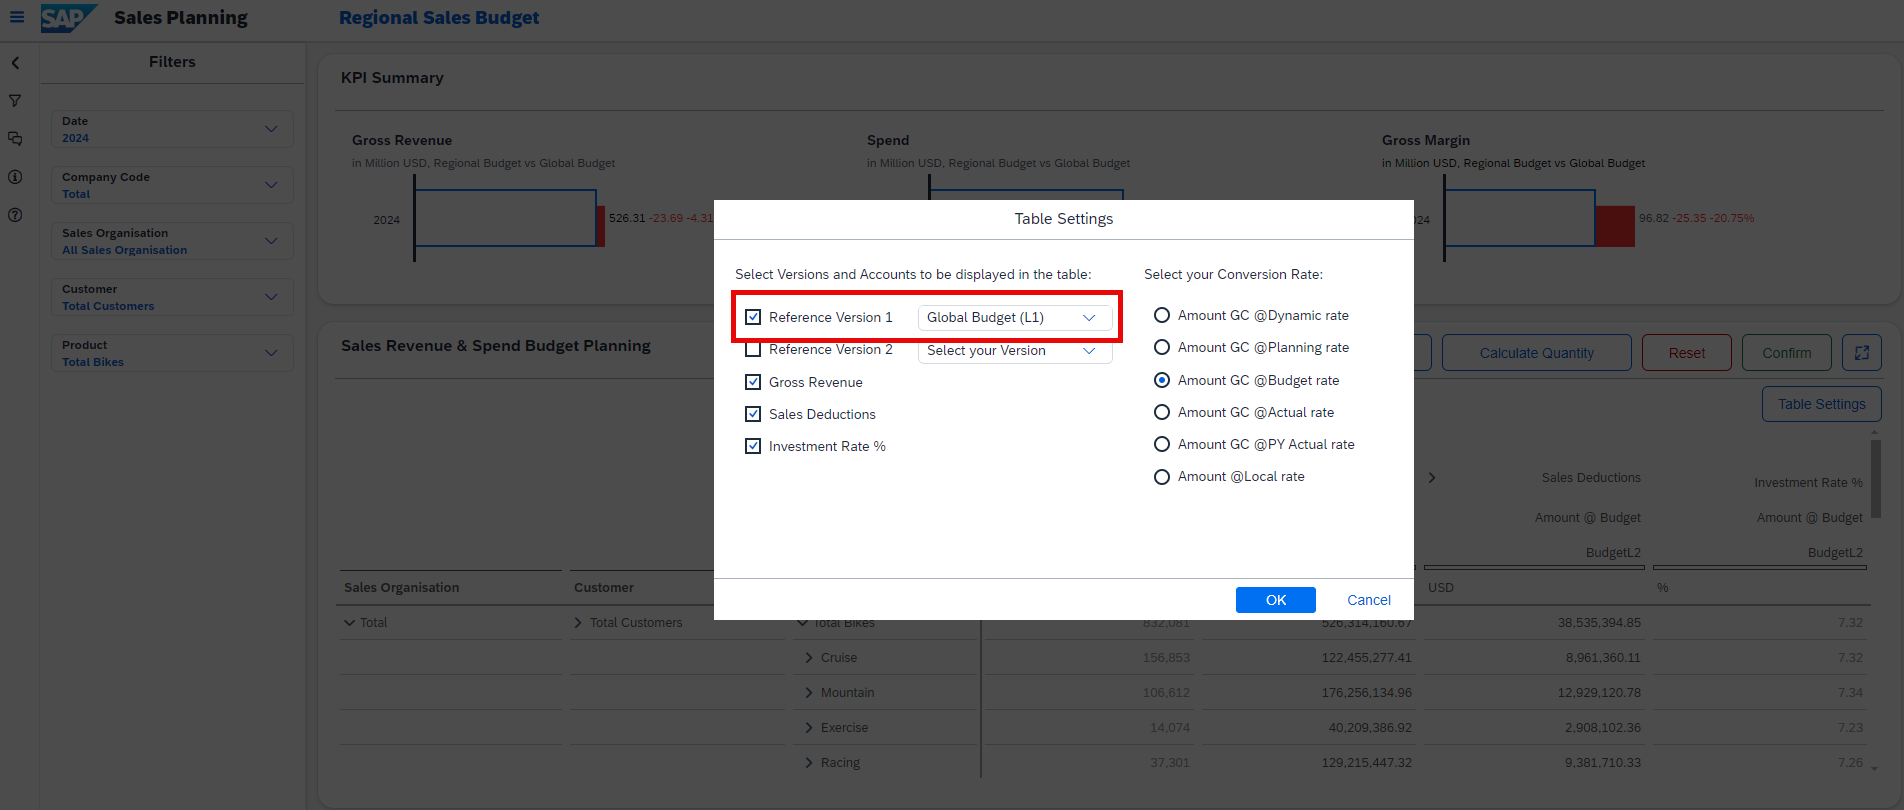 SAP Sales Planning
Regional Sales Budget
Filters
Date
2024
Company Code
Total
Sales Organisation
All Sales Organisation
Customer
Total Customers
Product
Total Bikes
KPI Summary
Gross Revenue
in Million USD, Regional Budget vs Global Budget
2024
526.31 -23.69 -4.31
Spend
in Million USD, Regional Budget vs Global Budget
Gross Margin
in Million USD, Regional Budget vs Global Budget
24
96.82 -25.35 -20.75%
Table Settings
Select Versions and Accounts to be displayed in the table:
Reference Version 1 Global Budget (L1)
Reference Version 2 Select your Version
Gross Revenue
Sales Deductions
Investment Rate %
Select your Conversion Rate:
Amount GC @Dynamic rate
Amount GC @Planning rate
Amount GC @Budget rate
Amount GC @Actual rate
Amount GC @PY Actual rate
Amount @Local rate
OK Cancel
Sales Revenue & Spend Budget Planning
Calculate Quantity Reset Confirm
Table Settings
Sales Deductions Investment Rate %
Amount @ Budget Amount @ Budget
BudgetL2 BudgetL2
Sales Organisation Customer USD %
Total Total Customers Total Bikes 832,081 526,314,160.67 38,535,394.85 7.32
Cruise 156,853 122,455,277.41 8,961,360.11 7.32
Mountain 106,612 176,256,134.96 12,929,120.78 7.34
Exercise 14,074 40,209,386.92 2,908,102.36 7.23
Racing 37,301 129,215,447.32 9,381,710.33 7.26